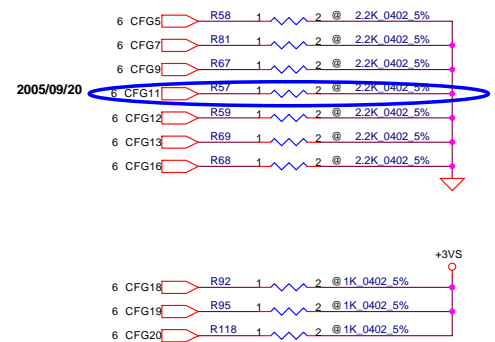 6 CFG5 R58 1 2 @ 2.2K_0402_5%
6 CFG7 R81 1 2 @ 2.2K_0402_5%
6 CFG9 R67 1 2 @ 2.2K_0402_5%
2005/09/20 6 CFG11 R57 1 2 @ 2.2K_0402_5%
6 CFG12 R59 1 2 @ 2.2K_0402_5%
6 CFG13 R69 1 2 @ 2.2K_0402_5%
6 CFG16 R68 1 2 @ 2.2K_0402_5%
+3VS
6 CFG18 R92 1 2 @ 1K_0402_5%
6 CFG19 R95 1 2 @ 1K_0402_5%
6 CFG20 R118 1 2 @ 1K_0402_5%